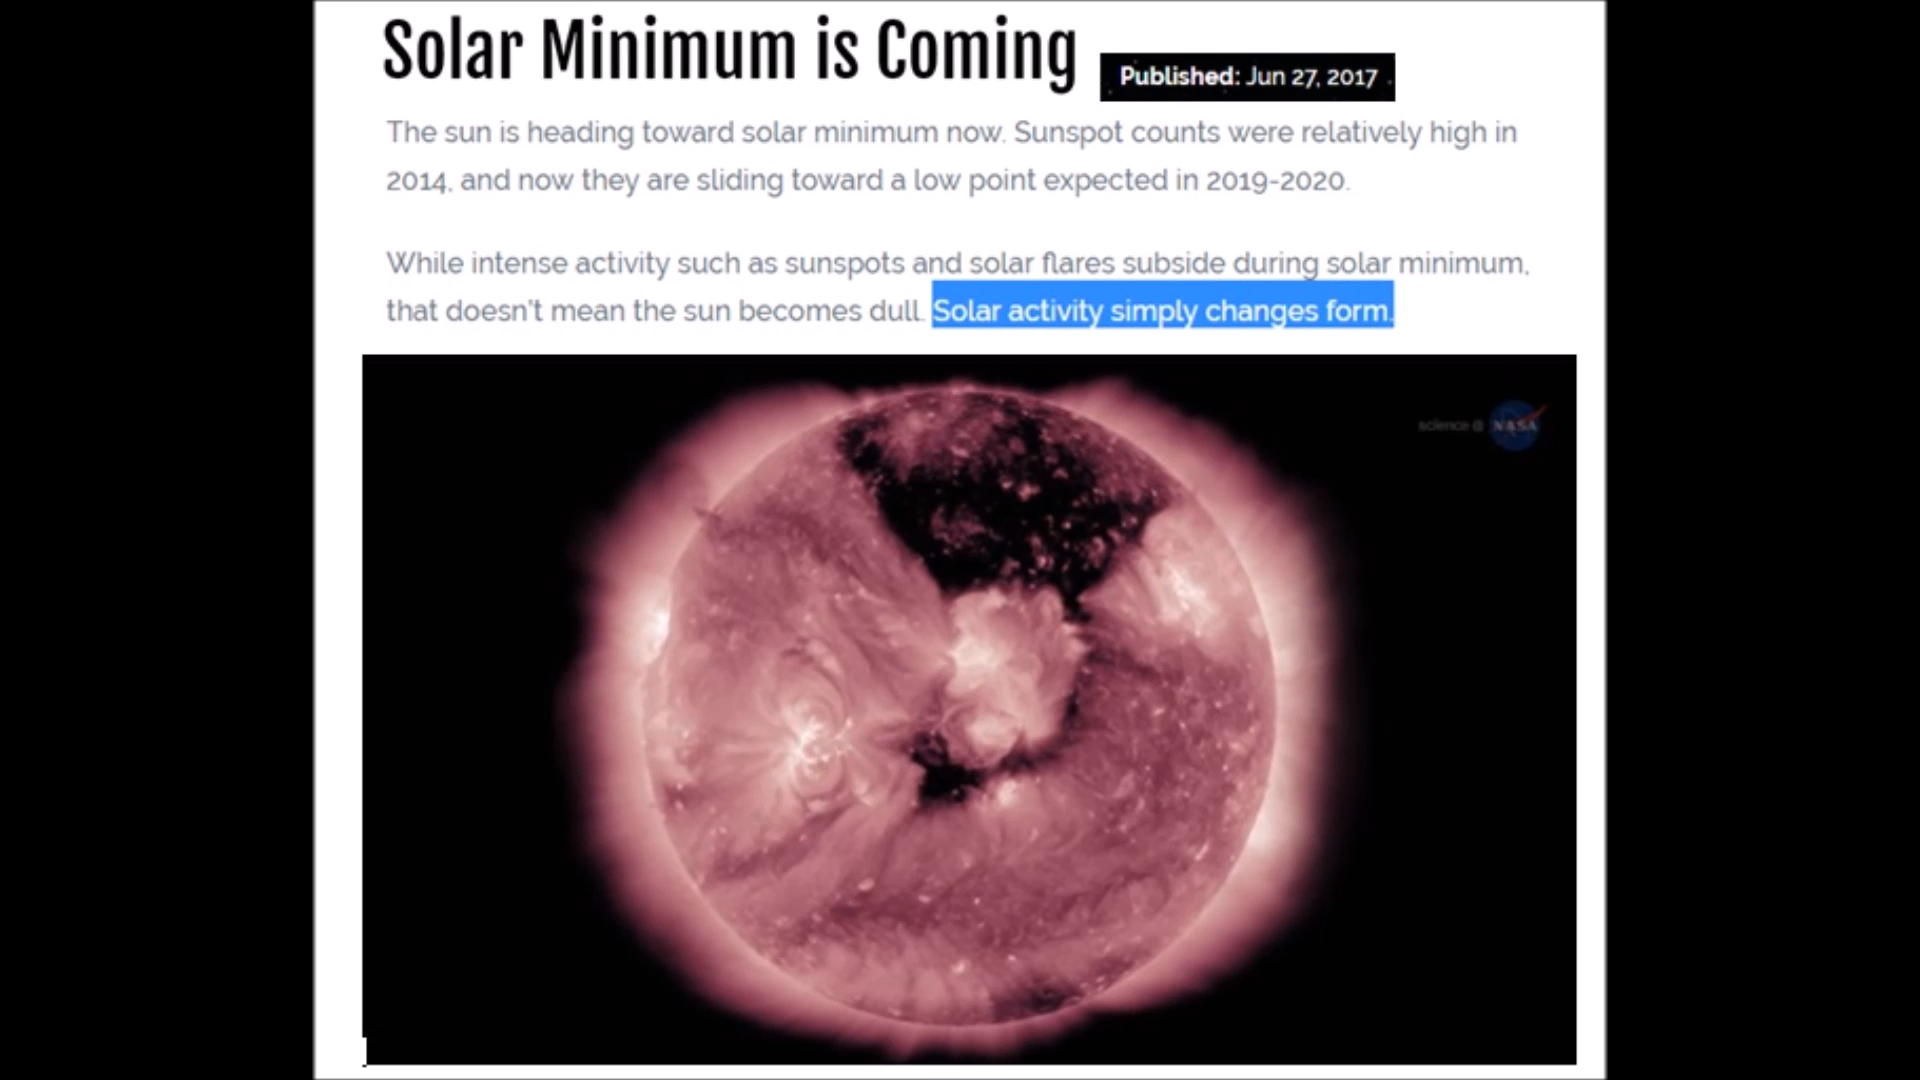 Solar Minimum is Coming
Published: Jun 27, 2017
The sun is heading toward solar minimum now. Sunspot counts were relatively high in
2014, and now they are sliding toward a low point expected in 2019-2020.
While intense activity such as sunspots and solar flares subside during solar minimum,
that doesn't mean the sun becomes dull. Solar activity simply changes form.
science @ NASA